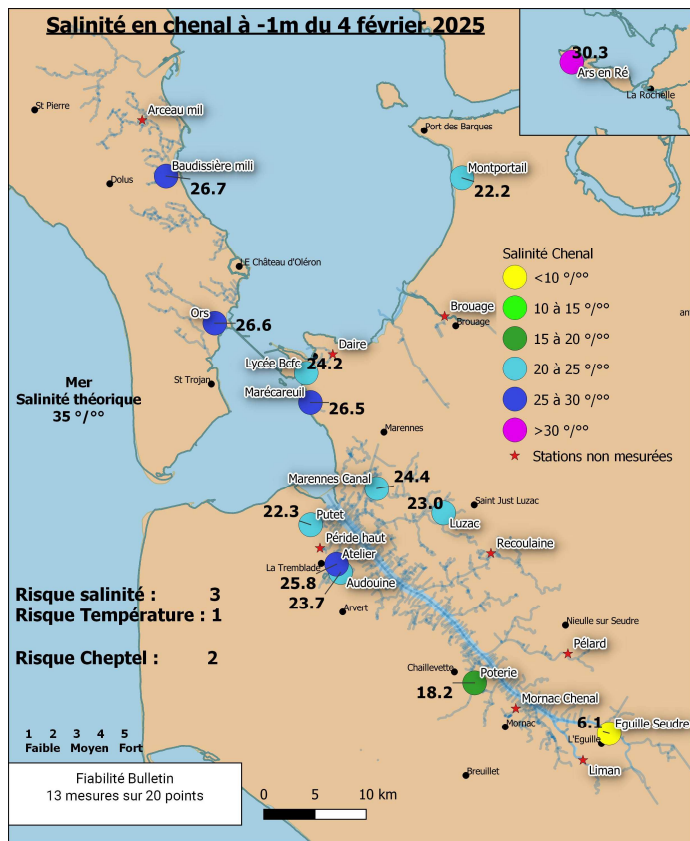 Salinité en chenal à -1m du 4 février 2025
30.3
Ars en Ré
La Rochelle
St Pierre
Arceau mil
Port des Barques
Baudissière mili
26.7
Dolus
Montportail
22.2
LE Château d'Oléron
Salinité Chenal
<10 °/°°
10 à 15 °/°°
15 à 20 °/°°
20 à 25 °/°°
25 à 30 °/°°
>30 °/°°
Stations non mesurées
Brouage
Brouage
an
Ors
26.6
Daire
Lycée Bcfc
24.2
St Trojan
Mer
Salinité théorique
35 °/°°
Marécareuil
26.5
Marennes
Marennes Canal
24.4
23.0
Saint Just Luzac
Luzac
22.3
Putet
Péride haut
Recoulaine
Atelier
La Tremblade
25.8
Audouine
23.7
Arvert
Risque salinité : 3
Risque Température : 1
Risque Cheptel : 2
Nieulle sur Seudre
Pélard
Chaillevette
Poterie
18.2
Mornac Chenal
Mornac
6.1
Eguille Seudre
L'Eguille
Liman
Breuillet
1 2 3 4 5
Faible Moyen Fort
Fiabilité Bulletin
13 mesures sur 20 points
0 5 10 km